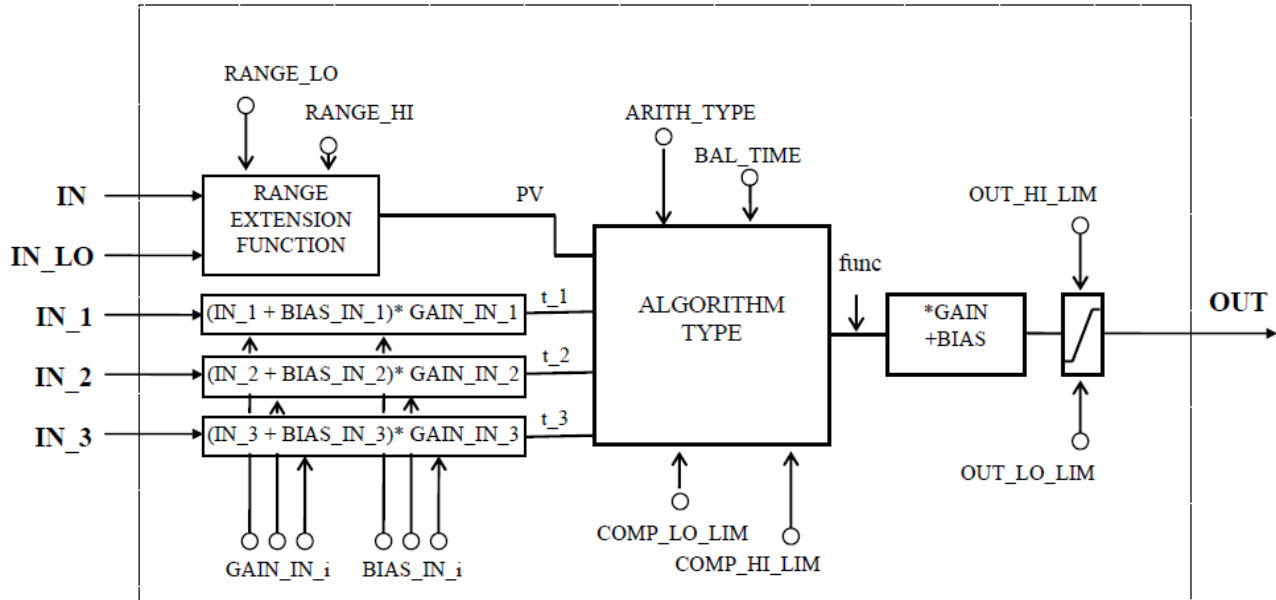 RANGE_LO
RANGE_HI
ARITH_TYPE
BAL_TIME
IN
RANGE
EXTENSION
FUNCTION
PV
OUT_HI_LIM
IN_LO
func
IN_1
(IN_1 + BIAS_IN_1)* GAIN_IN_1
t_1
ALGORITHM
TYPE
*GAIN
+BIAS
OUT
IN_2
(IN_2 + BIAS_IN_2)* GAIN_IN_2
t_2
IN_3
(IN_3 + BIAS_IN_3)* GAIN_IN_3
t_3
OUT_LO_LIM
COMP_LO_LIM
COMP_HI_LIM
GAIN_IN_i
BIAS_IN_i